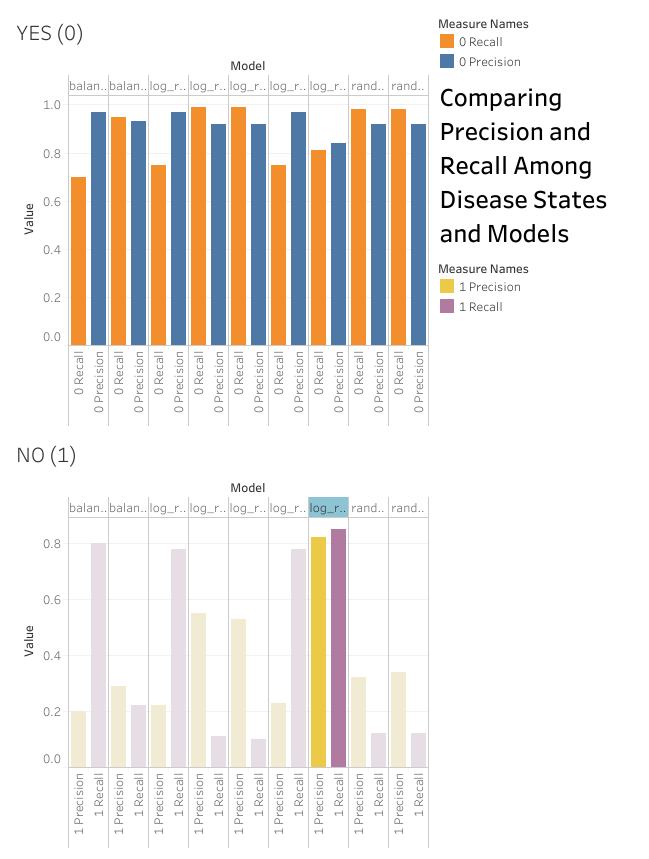 YES (0)
Model
balan.. balan.. log_r.. log_r.. log_r.. log_r.. log_r.. rand.. rand..
1.0
0.8
0.6
0.4
0.2
0.0
Value
0 Recall 0 Precision 0 Recall 0 Precision 0 Recall 0 Precision 0 Recall 0 Precision 0 Recall 0 Precision 0 Recall 0 Precision 0 Recall 0 Precision 0 Recall 0 Precision 0 Recall 0 Precision
Measure Names
0 Recall
0 Precision
Comparing
Precision and
Recall Among
Disease States
and Models
Measure Names
1 Precision
1 Recall
NO (1)
Model
balan.. balan.. log_r.. log_r.. log_r.. log_r.. log_r.. rand.. rand..
0.8
0.6
0.4
0.2
0.0
Value
1 Precision 1 Recall 1 Precision 1 Recall 1 Precision 1 Recall 1 Precision 1 Recall 1 Precision 1 Recall 1 Precision 1 Recall 1 Precision 1 Recall 1 Precision 1 Recall 1 Precision 1 Recall